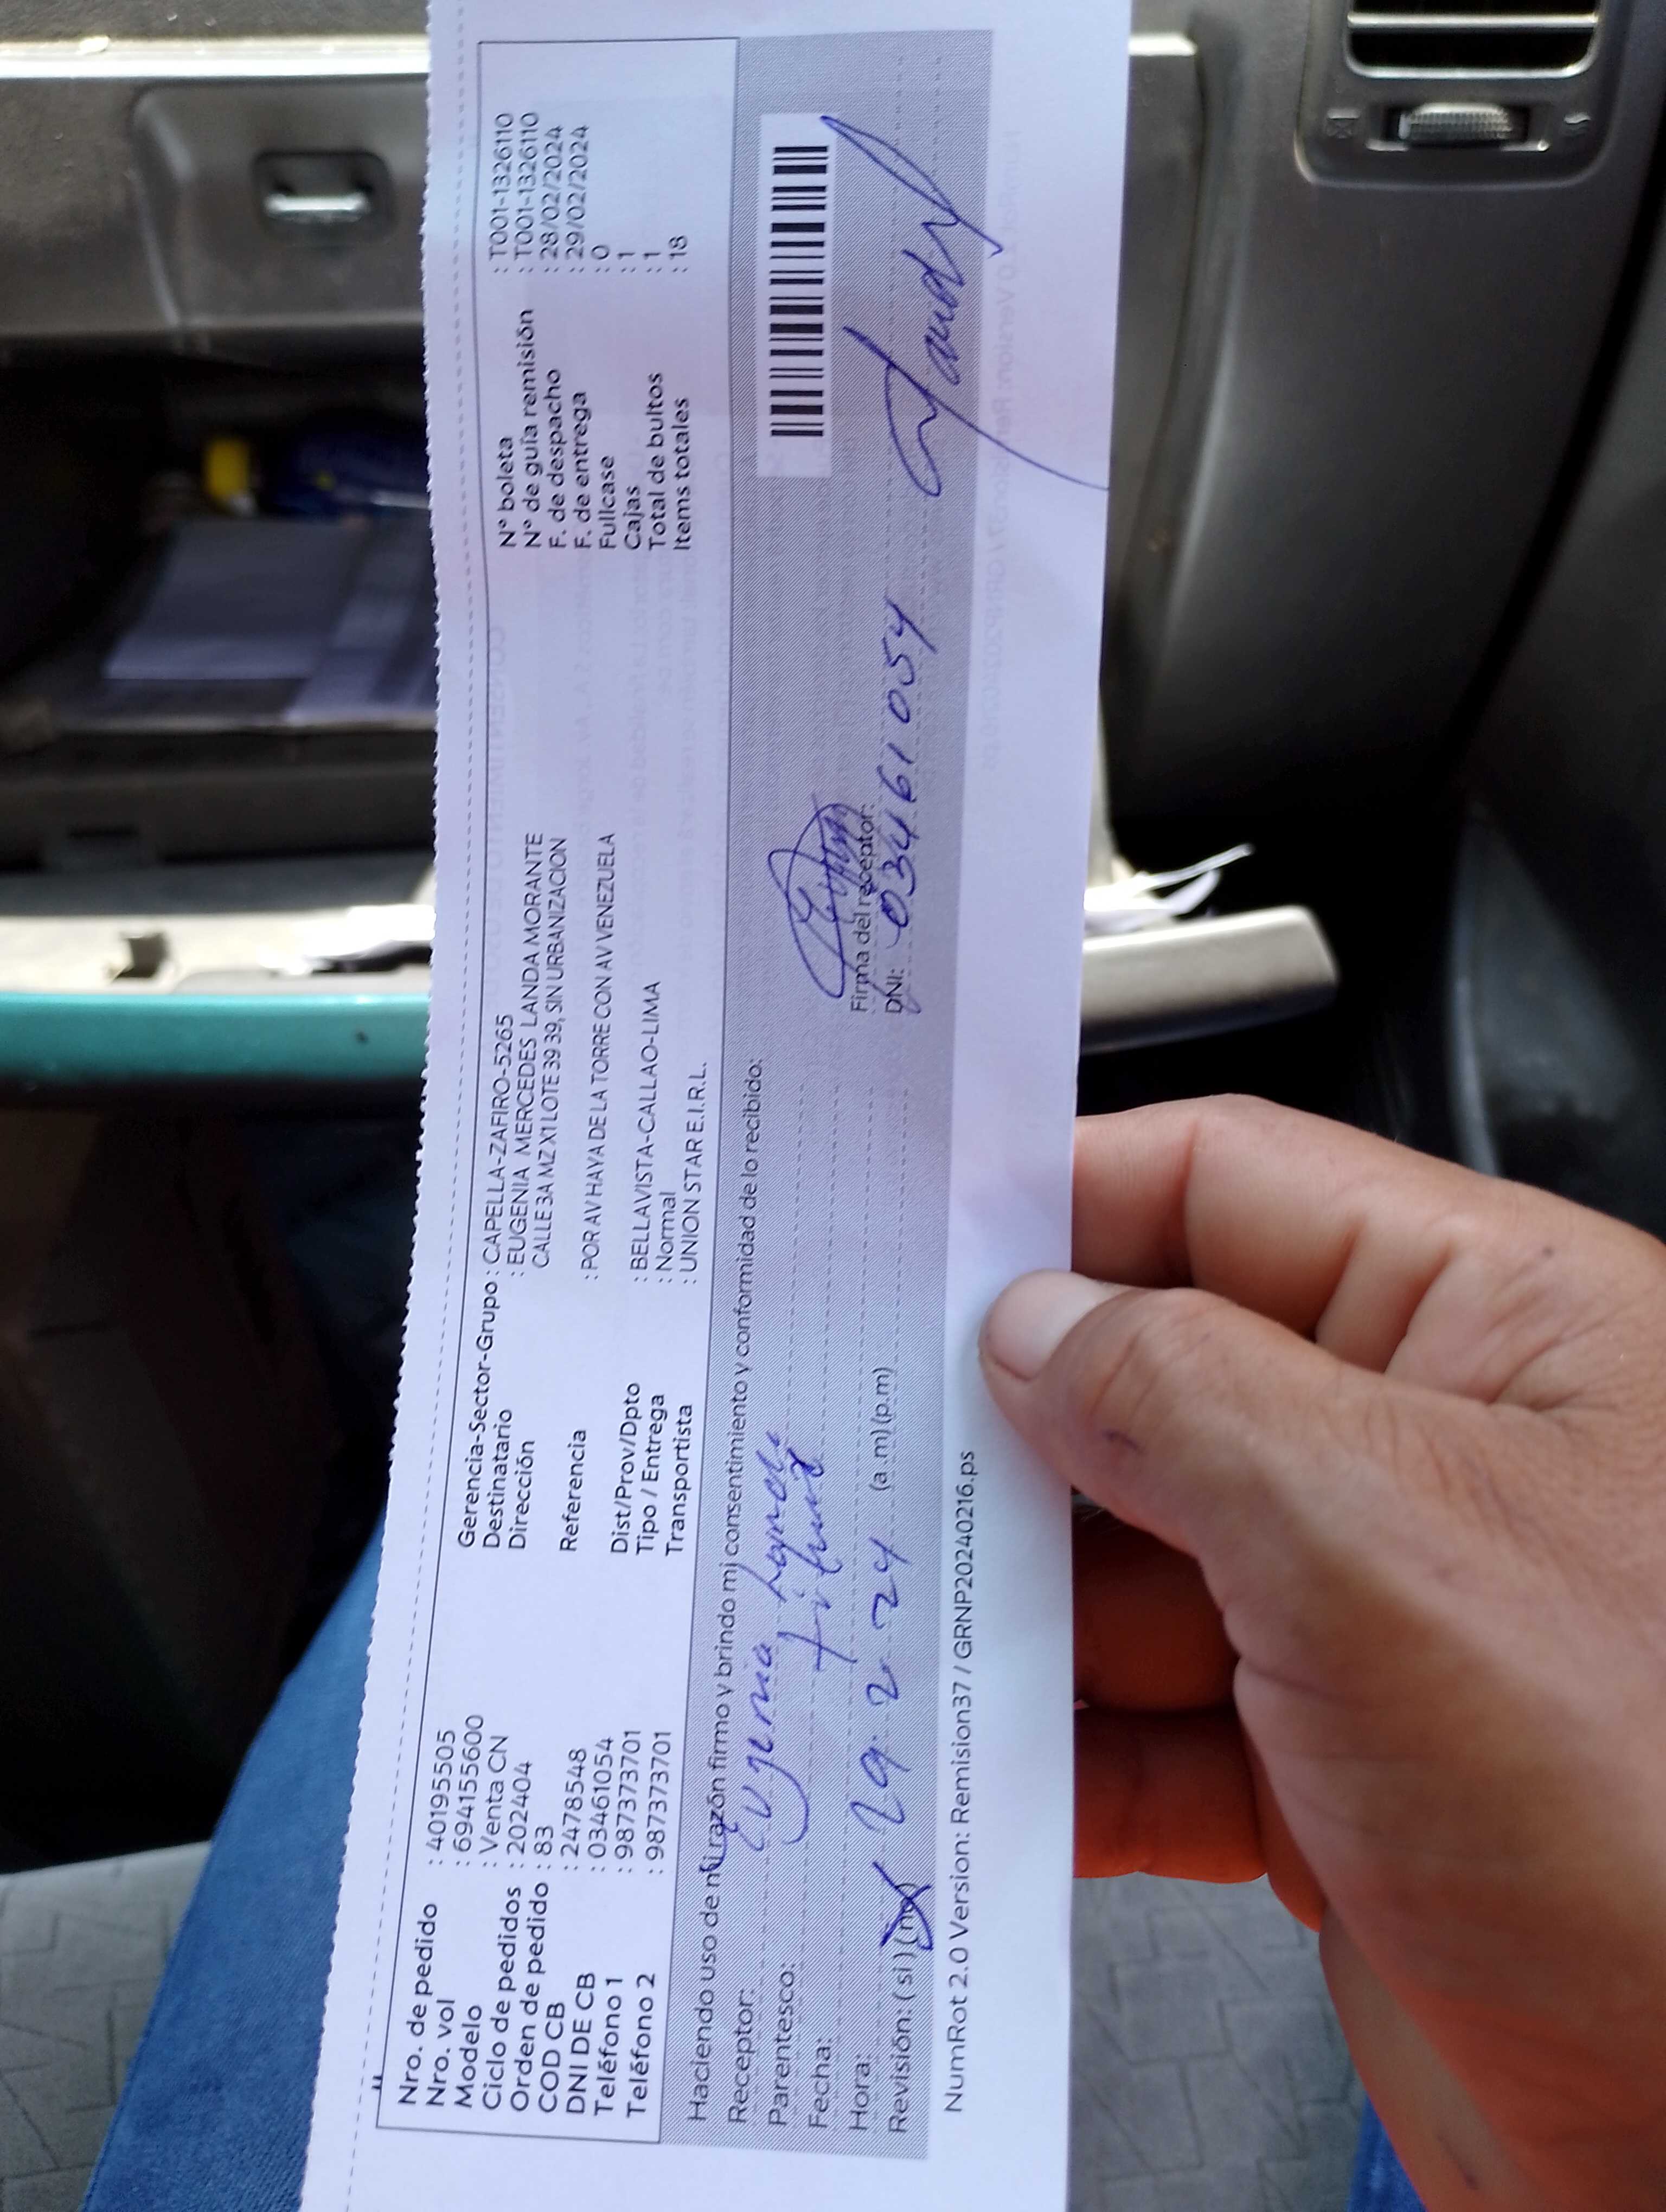 Nro. de pedido : 40195505
Nro. vol : 694155600
Modelo : Venta CN
Ciclo de pedidos : 202404
Orden de pedido : 83
COD CB : 24785548
DNI DE CB : 03461054
Teléfono 1 : 987373701
Teléfono 2 : 987373701
Gerencia-Sector-Grupo : CAPELLA-ZAFIRO-5265
Destinatario : EUGENIA MERCEDES LANDA MORANTE
Dirección CALLE 3A MZ X1 LOTE 39 39, SIN URBANIZACION
Referencia : POR AV HAYA DE LA TORRE CON AV VENEZUELA
Dist/Prov/Dpto : BELLAVISTA-CALLAO-LIMA
Tipo / Entrega : Normal
Transportista : UNION STAR E.I.R.L.
N° boleta : T001-1326110
N° de guía remisión : T001-1326110
F. de despacho : 28/02/2024
F. de entrega : 29/02/2024
Fullcase : 0
Cajas : 1
Total de bultos : 1
Items totales : 18
Haciendo uso de mi razón firmo y brindo mi consentimiento y conformidad de lo recibido:
Receptor: Eugenia Landa
Parentesco: titular
Fecha: 29. 2. 24
Hora: (a m) (p.m)
Revisión: ( si ) (no)
Firma del receptor:
DNI: 03461054
NumRot 2.0 Version: Remision37 / GRNP20240216.ps